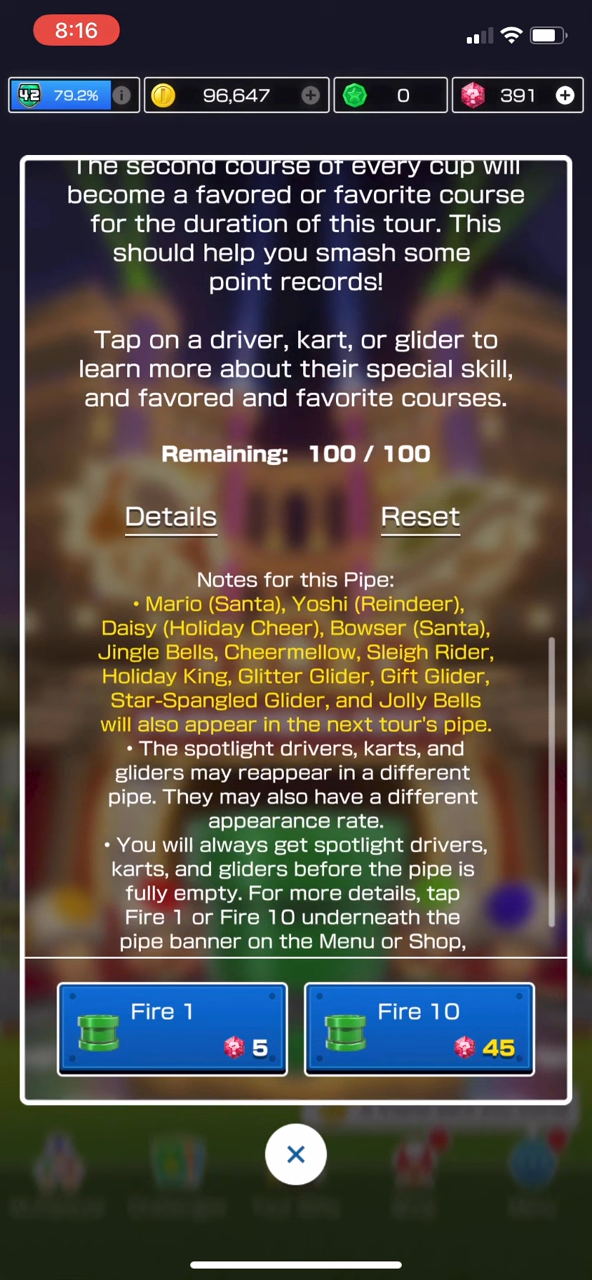 8:16
42 79.2% i 96,647 + 0 391 +
The second course of every cup will
become a favored or favorite course
for the duration of this tour. This
should help you smash some
point records!
Tap on a driver, kart, or glider to
learn more about their special skill,
and favored and favorite courses.
Remaining: 100 / 100
Details Reset
Notes for this Pipe:
• Mario (Santa), Yoshi (Reindeer),
Daisy (Holiday Cheer), Bowser (Santa),
Jingle Bells, Cheermellow, Sleigh Rider,
Holiday King, Glitter Glider, Gift Glider,
Star-Spangled Glider, and Jolly Bells
will also appear in the next tour's pipe.
• The spotlight drivers, karts, and
gliders may reappear in a different
pipe. They may also have a different
appearance rate.
• You will always get spotlight drivers,
karts, and gliders before the pipe is
fully empty. For more details, tap
Fire 1 or Fire 10 underneath the
pipe banner on the Menu or Shop,
Fire 1 Fire 10
5 45